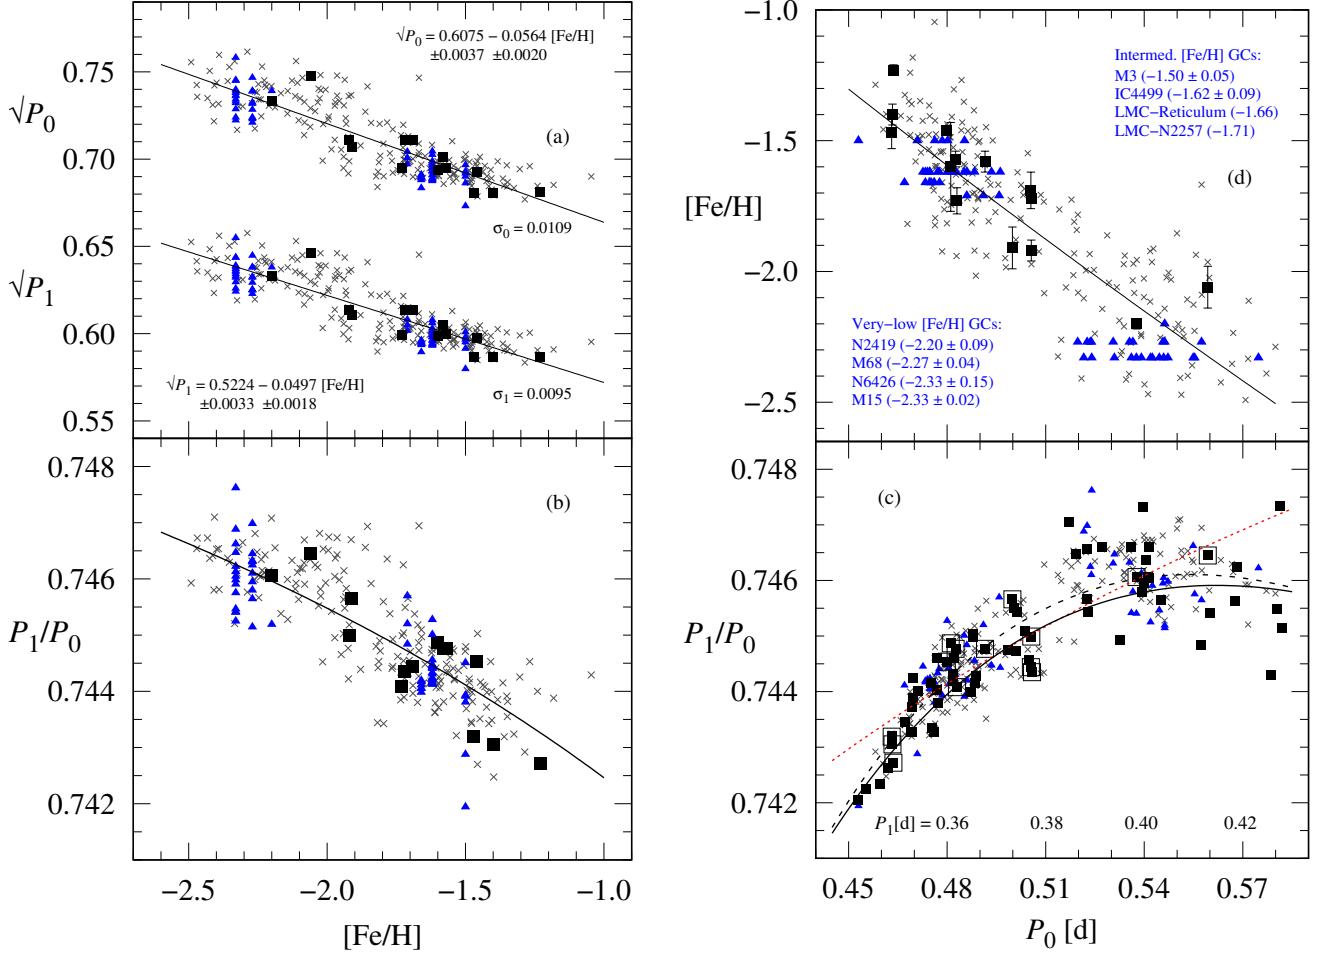 √P0 = 0.6075 − 0.0564 [Fe/H]
±0.0037 ±0.0020
0.75
(a)
√P0
0.70
σ0 = 0.0109
0.65
√P1
0.60
√P1 = 0.5224 − 0.0497 [Fe/H]
±0.0033 ±0.0018
σ1 = 0.0095
0.55
0.748
(b)
0.746
P1/P0
0.744
0.742
−2.5 −2.0 −1.5 −1.0
[Fe/H]
−1.0
Intermed. [Fe/H] GCs:
M3 (−1.50 ± 0.05)
IC4499 (−1.62 ± 0.09)
LMC-Reticulum (−1.66)
LMC-N2257 (−1.71)
−1.5
(d)
[Fe/H]
−2.0
Very−low [Fe/H] GCs:
N2419 (−2.20 ± 0.09)
M68 (−2.27 ± 0.04)
N6426 (−2.33 ± 0.15)
M15 (−2.33 ± 0.02)
−2.5
0.748
(c)
0.746
P1/P0
0.744
0.742
P1[d] = 0.36 0.38 0.40 0.42
0.45 0.48 0.51 0.54 0.57
P0 [d]